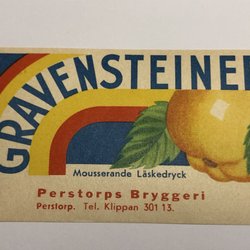 GRAVENSTEINER
Mousserande Läskedryck
Perstorps Bryggeri
Perstorp. Tel. Klippan 301 13.